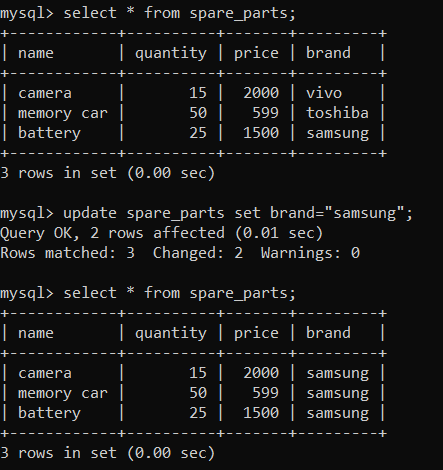 mysql> select * from spare_parts;
+------------+----------+-------+---------+
| name       | quantity | price | brand   |
+------------+----------+-------+---------+
| camera     |       15 |  2000 | vivo    |
| memory car |       50 |   599 | toshiba |
| battery    |       25 |  1500 | samsung |
+------------+----------+-------+---------+
3 rows in set (0.00 sec)

mysql> update spare_parts set brand="samsung";
Query OK, 2 rows affected (0.01 sec)
Rows matched: 3  Changed: 2  Warnings: 0

mysql> select * from spare_parts;
+------------+----------+-------+---------+
| name       | quantity | price | brand   |
+------------+----------+-------+---------+
| camera     |       15 |  2000 | samsung |
| memory car |       50 |   599 | samsung |
| battery    |       25 |  1500 | samsung |
+------------+----------+-------+---------+
3 rows in set (0.00 sec)